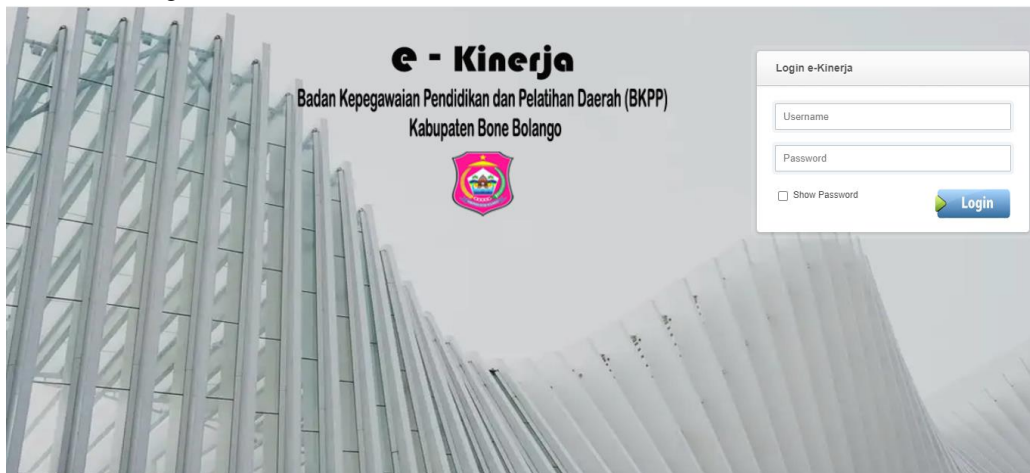 e - Kinerja
Badan Kepegawaian Pendidikan dan Pelatihan Daerah (BKPP)
Kabupaten Bone Bolango
Login e-Kinerja
Username
Password
Show Password
Login